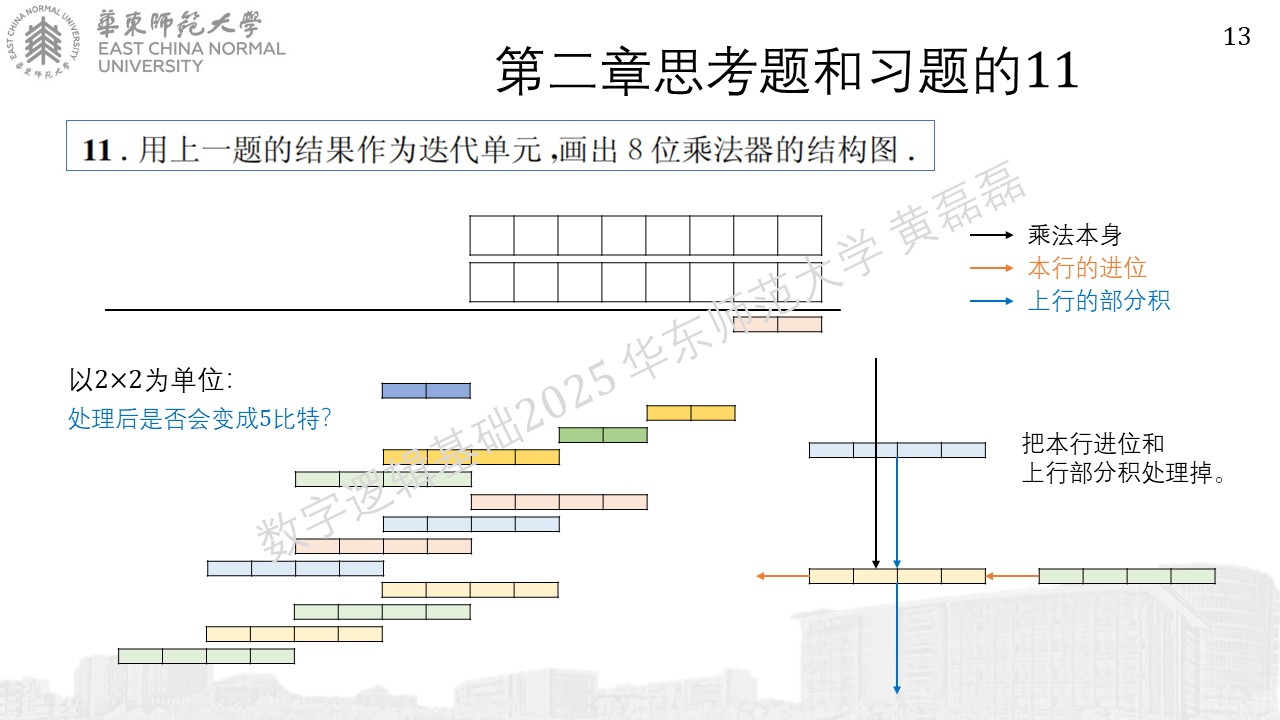 華東師範大學
EAST CHINA NORMAL
UNIVERSITY
EAST CHINA NORMAL UNIVERSITY
華東師范大學
13
第二章思考题和习题的11
11．用上一题的结果作为迭代单元,画出 8 位乘法器的结构图．
乘法本身
本行的进位
上行的部分积
以2×2为单位：
处理后是否会变成5比特？
把本行进位和
上行部分积处理掉。
数字逻辑基础2025 华东师范大学 黄磊磊